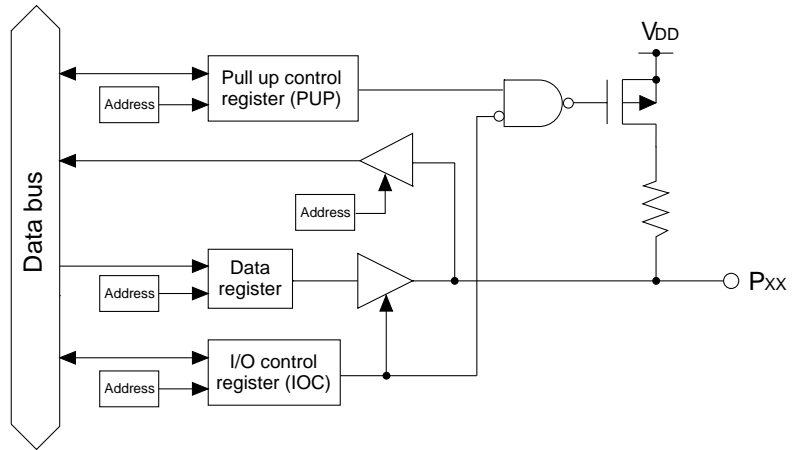 VDD
Pull up control
register (PUP)
Address
Address
Data bus
Data
register
Address
PXX
I/O control
register (IOC)
Address